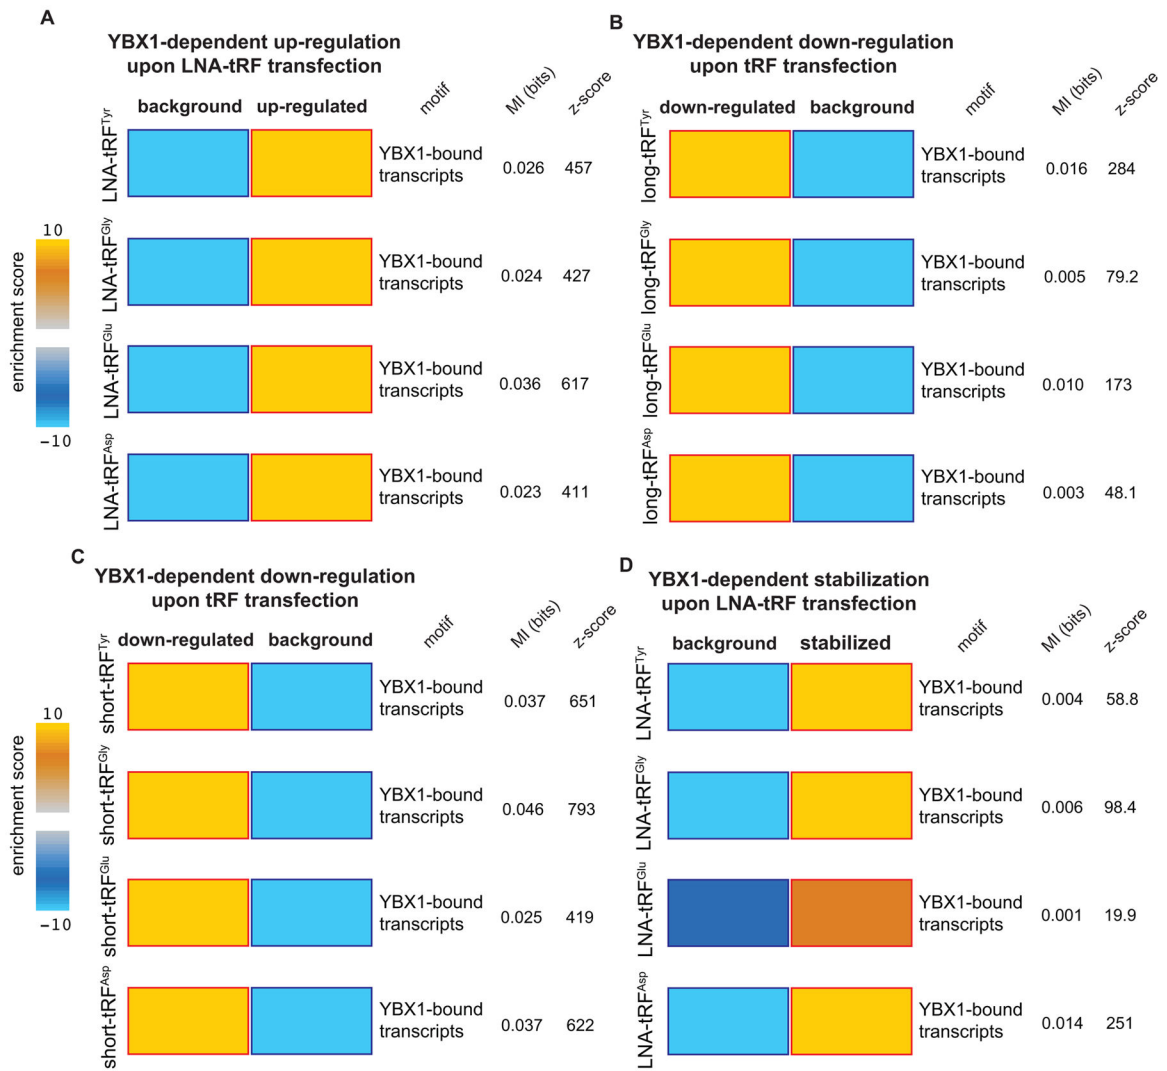 A
YBX1-dependent up-regulation
upon LNA-tRF transfection
background up-regulated motif MI (bits) z-score
LNA-tRFTyr
YBX1-bound
transcripts
0.026 457
LNA-tRFGly
YBX1-bound
transcripts
0.024 427
LNA-tRFGlu
YBX1-bound
transcripts
0.036 617
LNA-tRFAsp
YBX1-bound
transcripts
0.023 411
enrichment score
10
−10
B
YBX1-dependent down-regulation
upon tRF transfection
down-regulated background motif MI (bits) z-score
long-tRFTyr
YBX1-bound
transcripts
0.016 284
long-tRFGly
YBX1-bound
transcripts
0.005 79.2
long-tRFGlu
YBX1-bound
transcripts
0.010 173
long-tRFAsp
YBX1-bound
transcripts
0.003 48.1
C
YBX1-dependent down-regulation
upon tRF transfection
down-regulated background motif MI (bits) z-score
short-tRFTyr
YBX1-bound
transcripts
0.037 651
short-tRFGly
YBX1-bound
transcripts
0.046 793
short-tRFGlu
YBX1-bound
transcripts
0.025 419
short-tRFAsp
YBX1-bound
transcripts
0.037 622
enrichment score
10
−10
D
YBX1-dependent stabilization
upon LNA-tRF transfection
background stabilized motif MI (bits) z-score
LNA-tRFTyr
YBX1-bound
transcripts
0.004 58.8
LNA-tRFGly
YBX1-bound
transcripts
0.006 98.4
LNA-tRFGlu
YBX1-bound
transcripts
0.001 19.9
LNA-tRFAsp
YBX1-bound
transcripts
0.014 251